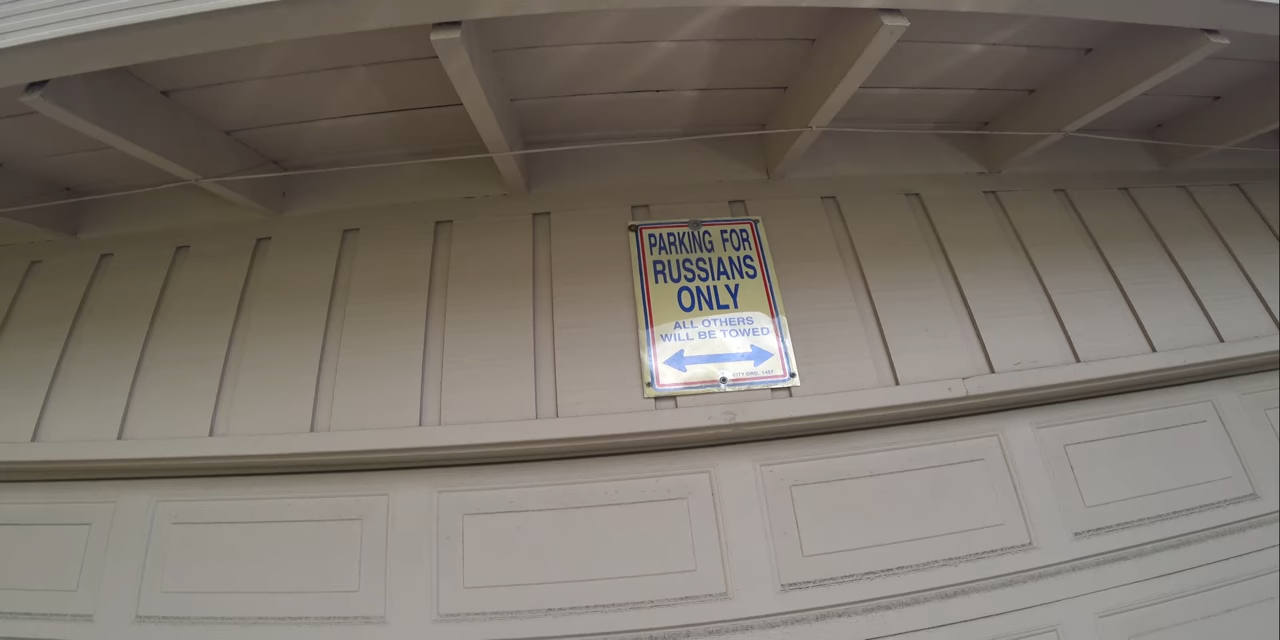 PARKING FOR
RUSSIANS
ONLY
ALL OTHERS
WILL BE TOWED